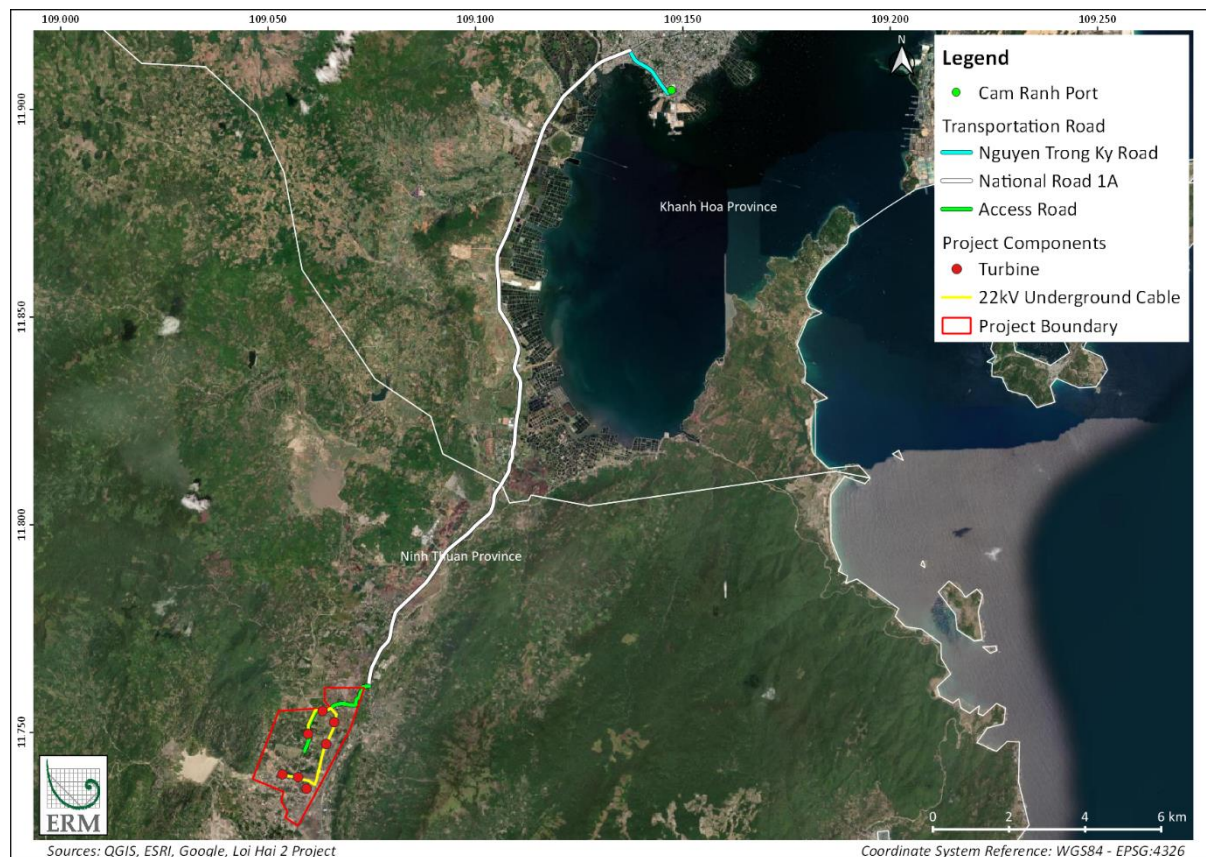 109.000 109.050 109.100 109.150 109.200 109.250
N
Legend
Cam Ranh Port
Transportation Road
Nguyen Trong Ky Road
National Road 1A
Access Road
Project Components
Turbine
22kV Underground Cable
Project Boundary
11.900
Khanh Hoa Province
11.850
11.800
Ninh Thuan Province
11.750
ERM
0 2 4 6 km
Sources: QGIS, ESRI, Google, Loi Hai 2 Project
Coordinate System Reference: WGS84 - EPSG:4326